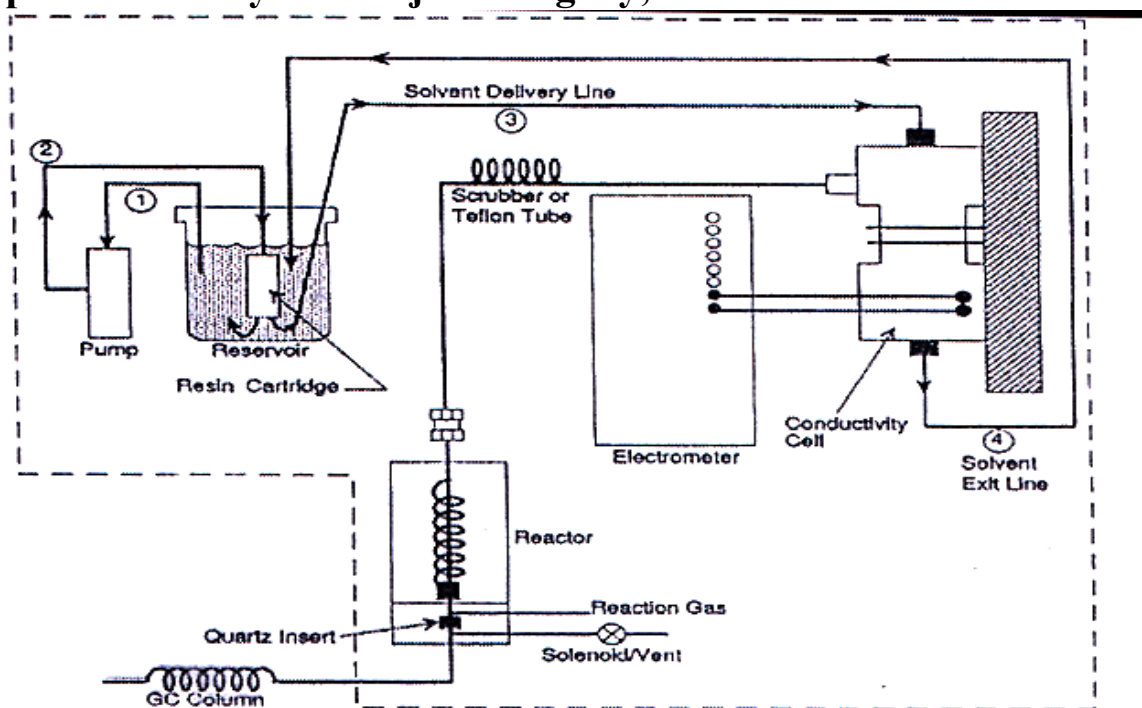 Solvent Delivery Line
③
②
①
Scrubber or
Teflon Tube
Pump
Reservoir
Resin Cartridge
Conductivity
Cell
Electrometer
④
Solvent
Exit Line
Reactor
Reaction Gas
Quartz Insert
Solenoid/Vent
GC Column